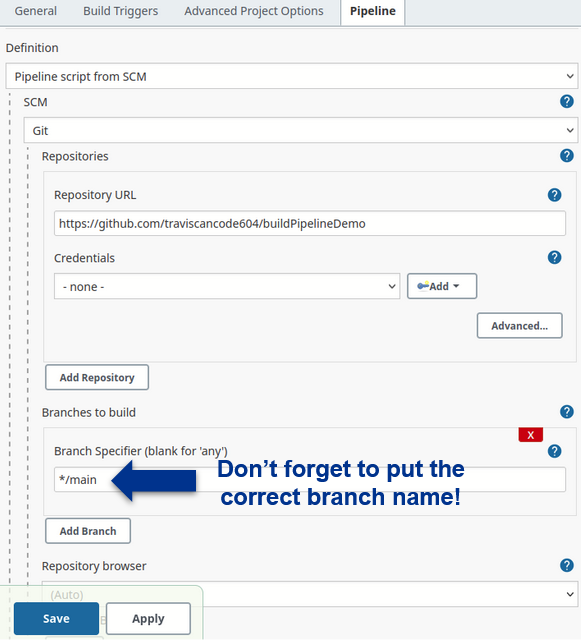 General Build Triggers Advanced Project Options Pipeline
Definition
Pipeline script from SCM
SCM ?
Git
Repositories ?
Repository URL ?
https://github.com/traviscancode604/buildPipelineDemo
Credentials ?
- none - Add
Advanced...
Add Repository
Branches to build ?
X
Branch Specifier (blank for 'any') ?
*/main
Don't forget to put the
correct branch name!
Add Branch
Repository browser ?
(Auto)
Save Apply